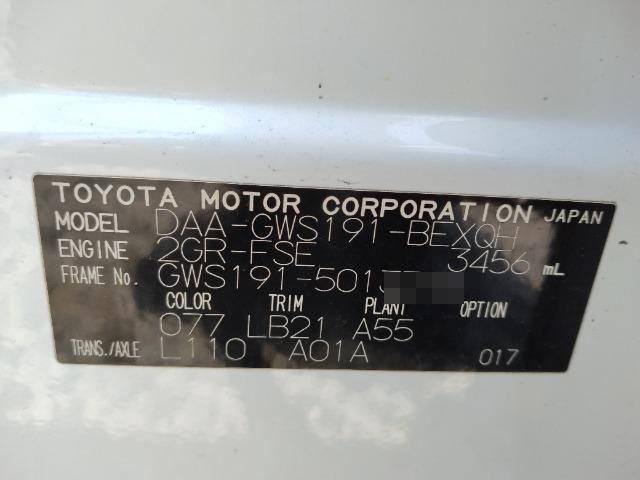 TOYOTA MOTOR CORPORATION JAPAN
MODEL DAA-GWS191-BEXQH
ENGINE 2GR-FSE 3456 mL
FRAME No. GWS191-501
COLOR TRIM PLANT OPTION
077 LB21 A55
TRANS./AXLE L110 A01A 017